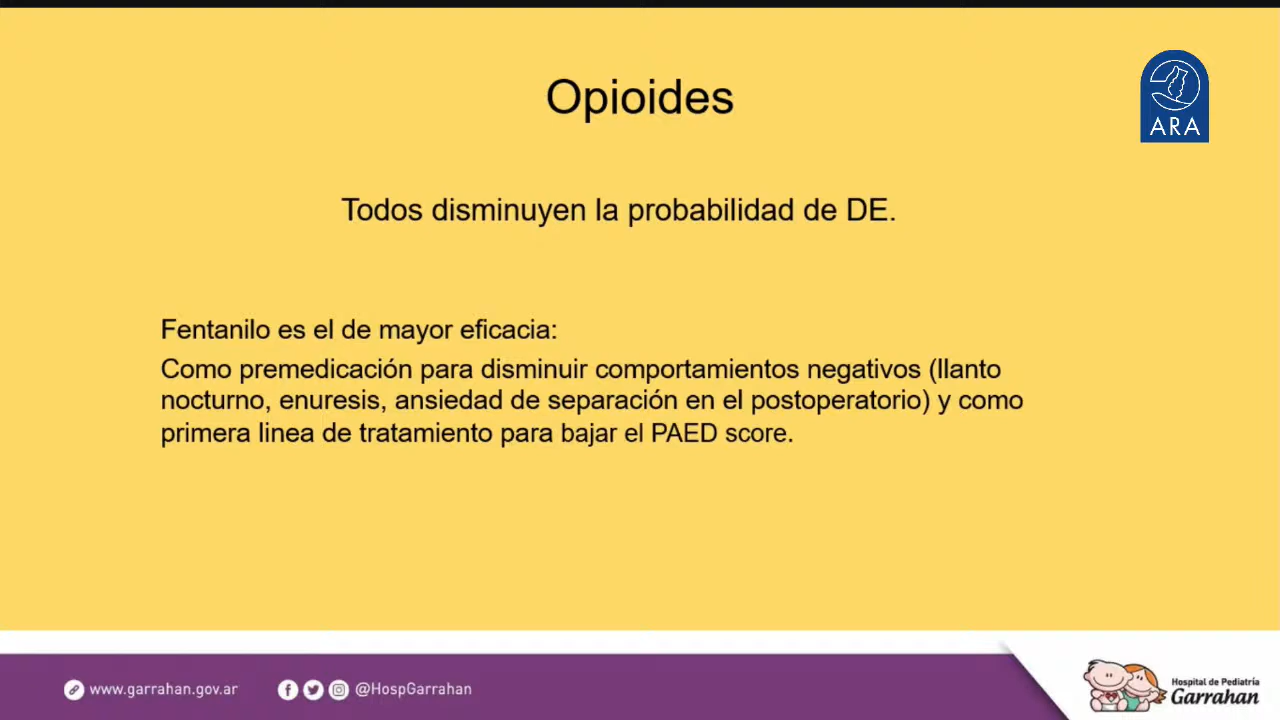 Opioides
ARA
Todos disminuyen la probabilidad de DE.
Fentanilo es el de mayor eficacia:
Como premedicación para disminuir comportamientos negativos (llanto
nocturno, enuresis, ansiedad de separación en el postoperatorio) y como
primera linea de tratamiento para bajar el PAED score.
www.garrahan.gov.ar
@HospGarrahan
Hospital de Pediatría
Garrahan